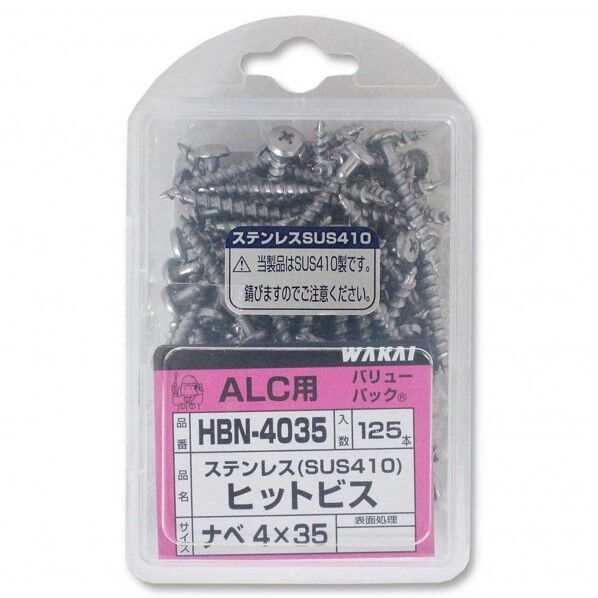 ステンレスSUS410
当製品はSUS410製です。
錆びますのでご注意ください。
WAKAI
ALC用
バリュー
パック®
品番 HBN-4035 入数 125本
品名 ステンレス(SUS410)
ヒットビス
サイズ ナベ 4×35 表面処理